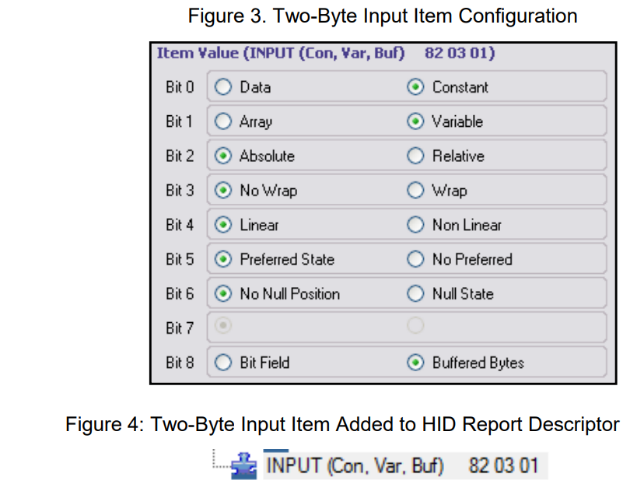 Figure 3. Two-Byte Input Item Configuration
Item Value (INPUT (Con, Var, Buf) 82 03 01)
Bit 0 Data Constant
Bit 1 Array Variable
Bit 2 Absolute Relative
Bit 3 No Wrap Wrap
Bit 4 Linear Non Linear
Bit 5 Preferred State No Preferred
Bit 6 No Null Position Null State
Bit 7
Bit 8 Bit Field Buffered Bytes
Figure 4: Two-Byte Input Item Added to HID Report Descriptor
INPUT (Con, Var, Buf) 82 03 01